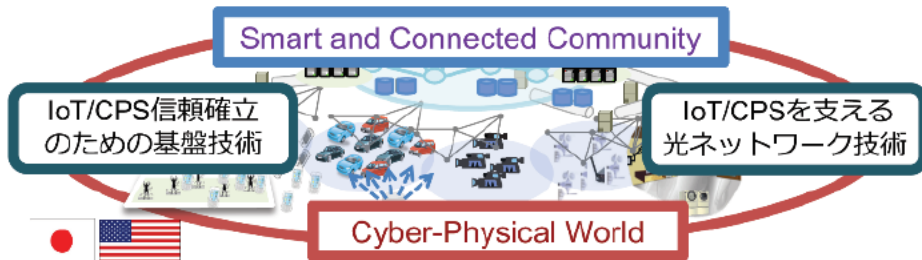 Smart and Connected Community
IoT/CPS信頼確立
のための基盤技術
IoT/CPSを支える
光ネットワーク技術
Cyber-Physical World